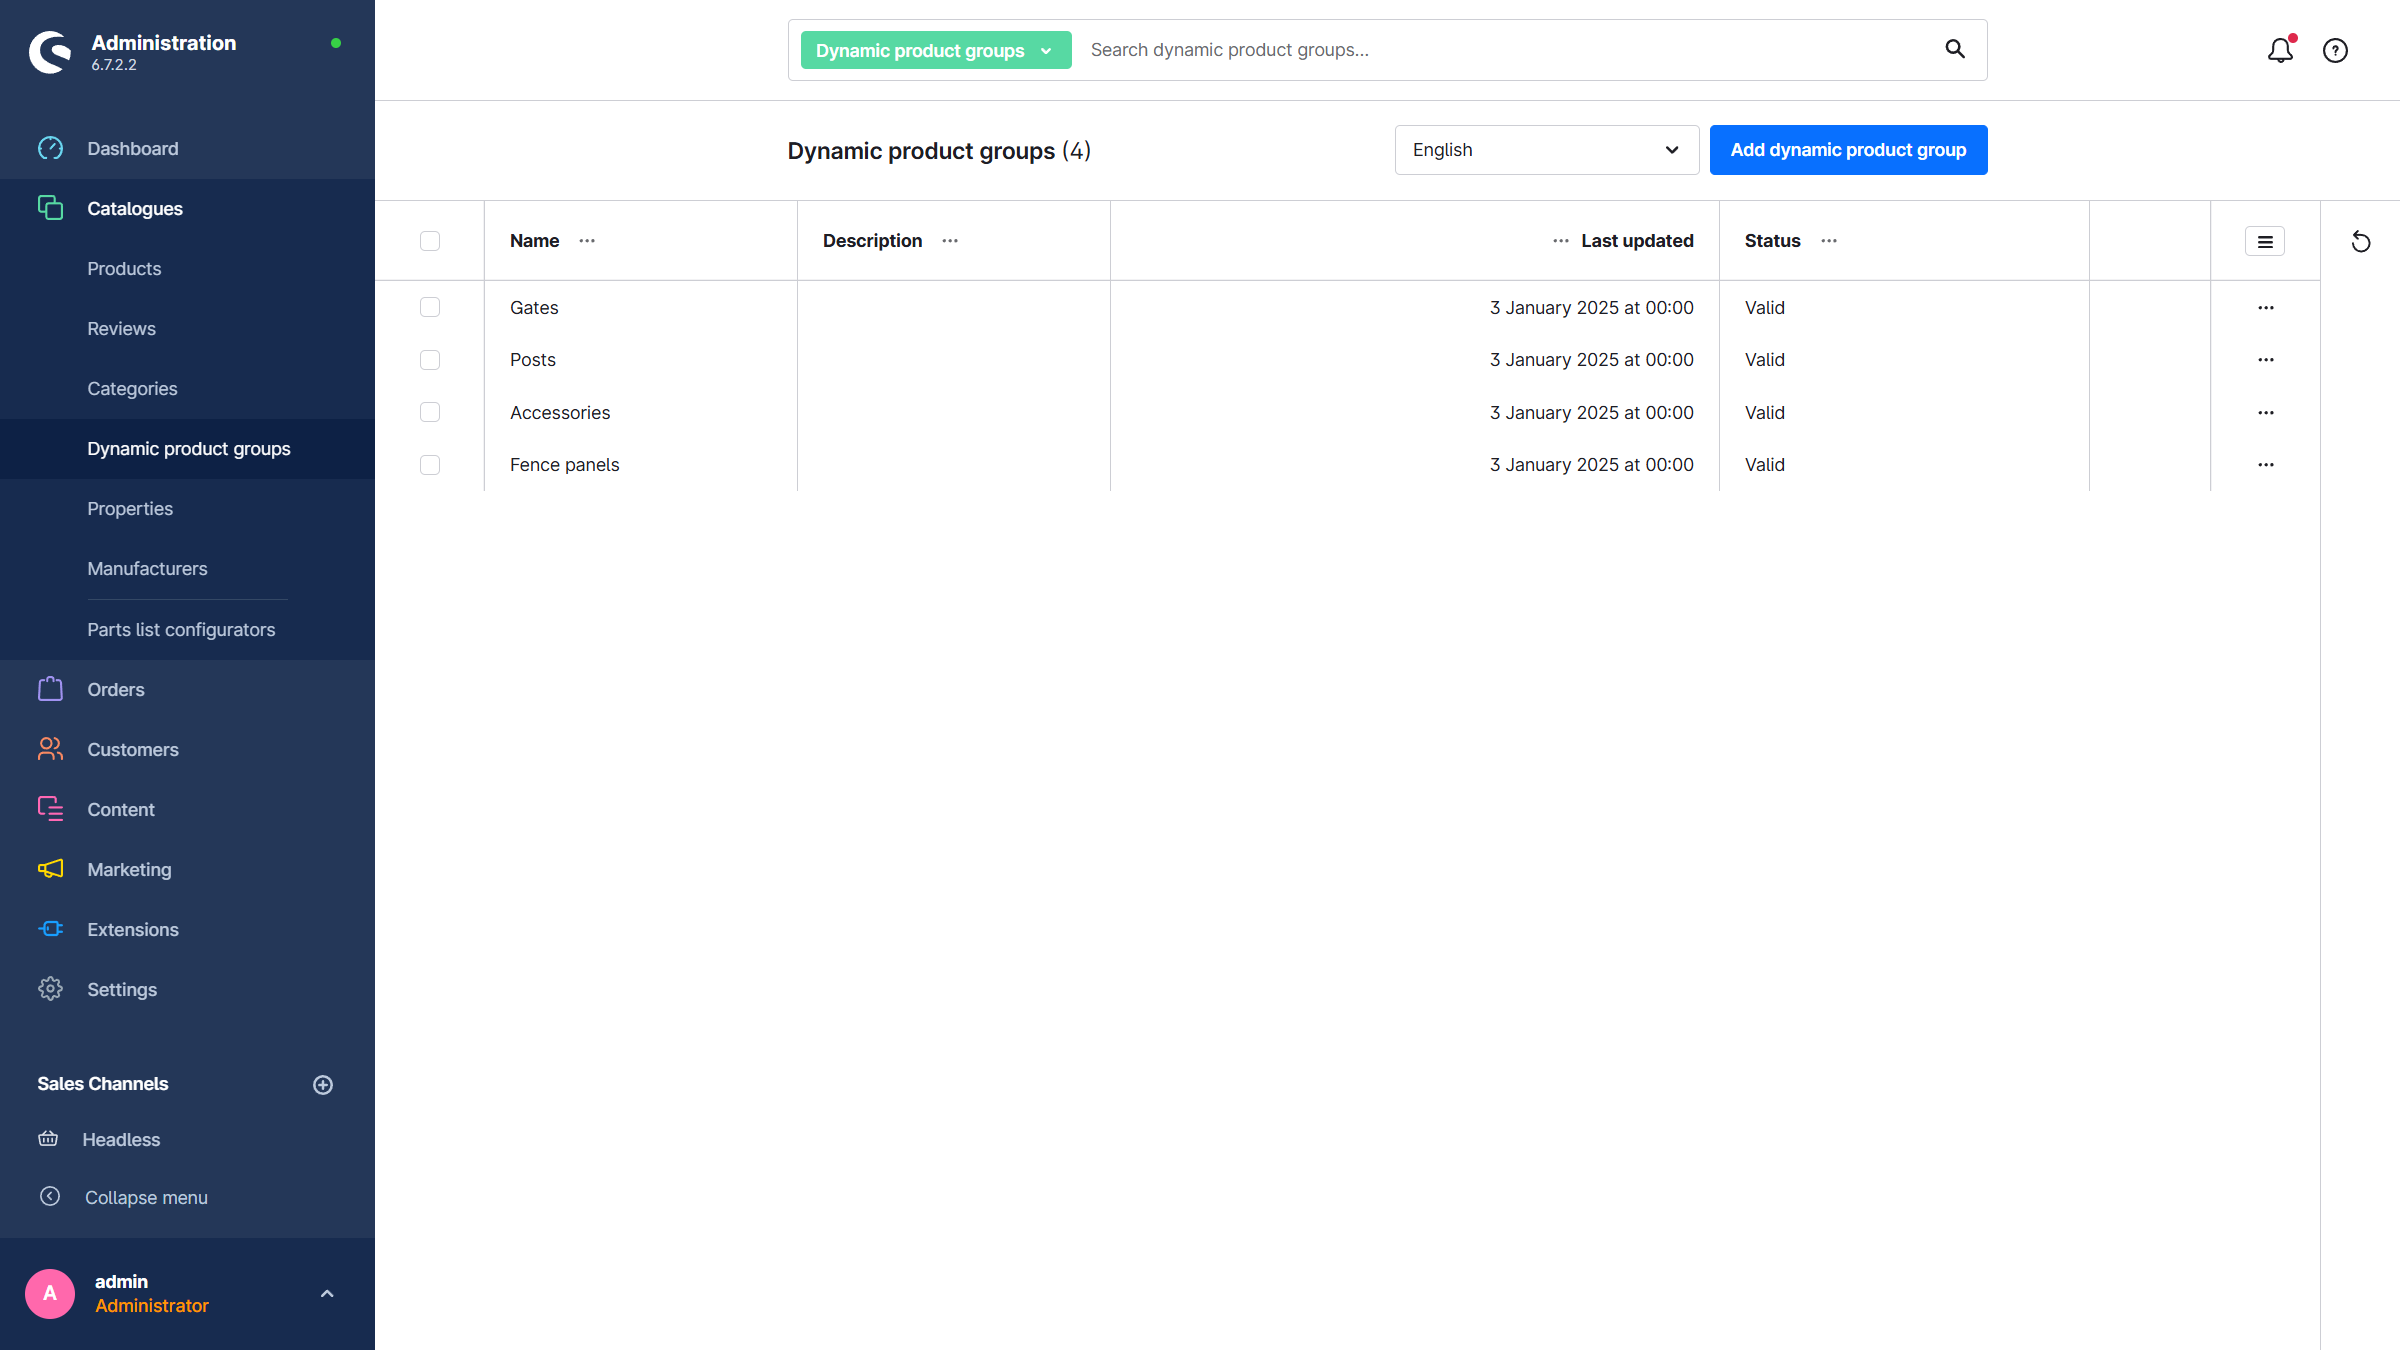 Administration
6.7.2.2
Dashboard
Catalogues
Products
Reviews
Categories
Dynamic product groups
Properties
Manufacturers
Parts list configurators
Orders
Customers
Content
Marketing
Extensions
Settings
Sales Channels
Headless
Collapse menu
A
admin
Administrator
Dynamic product groups
Search dynamic product groups...
Dynamic product groups (4)
English
Add dynamic product group
Name
Description
Last updated
Status
Gates
3 January 2025 at 00:00
Valid
Posts
3 January 2025 at 00:00
Valid
Accessories
3 January 2025 at 00:00
Valid
Fence panels
3 January 2025 at 00:00
Valid